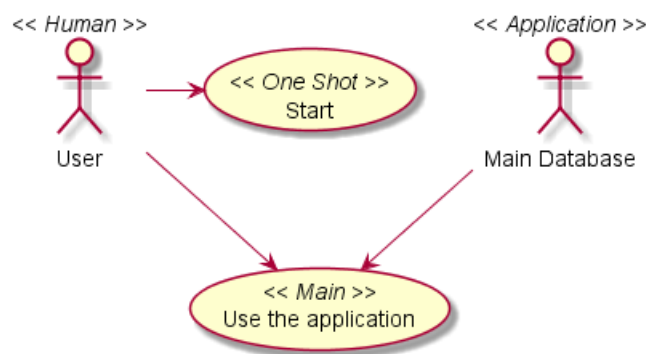 << Human >>
<< Application >>
<< One Shot >>
Start
User
Main Database
<< Main >>
Use the application